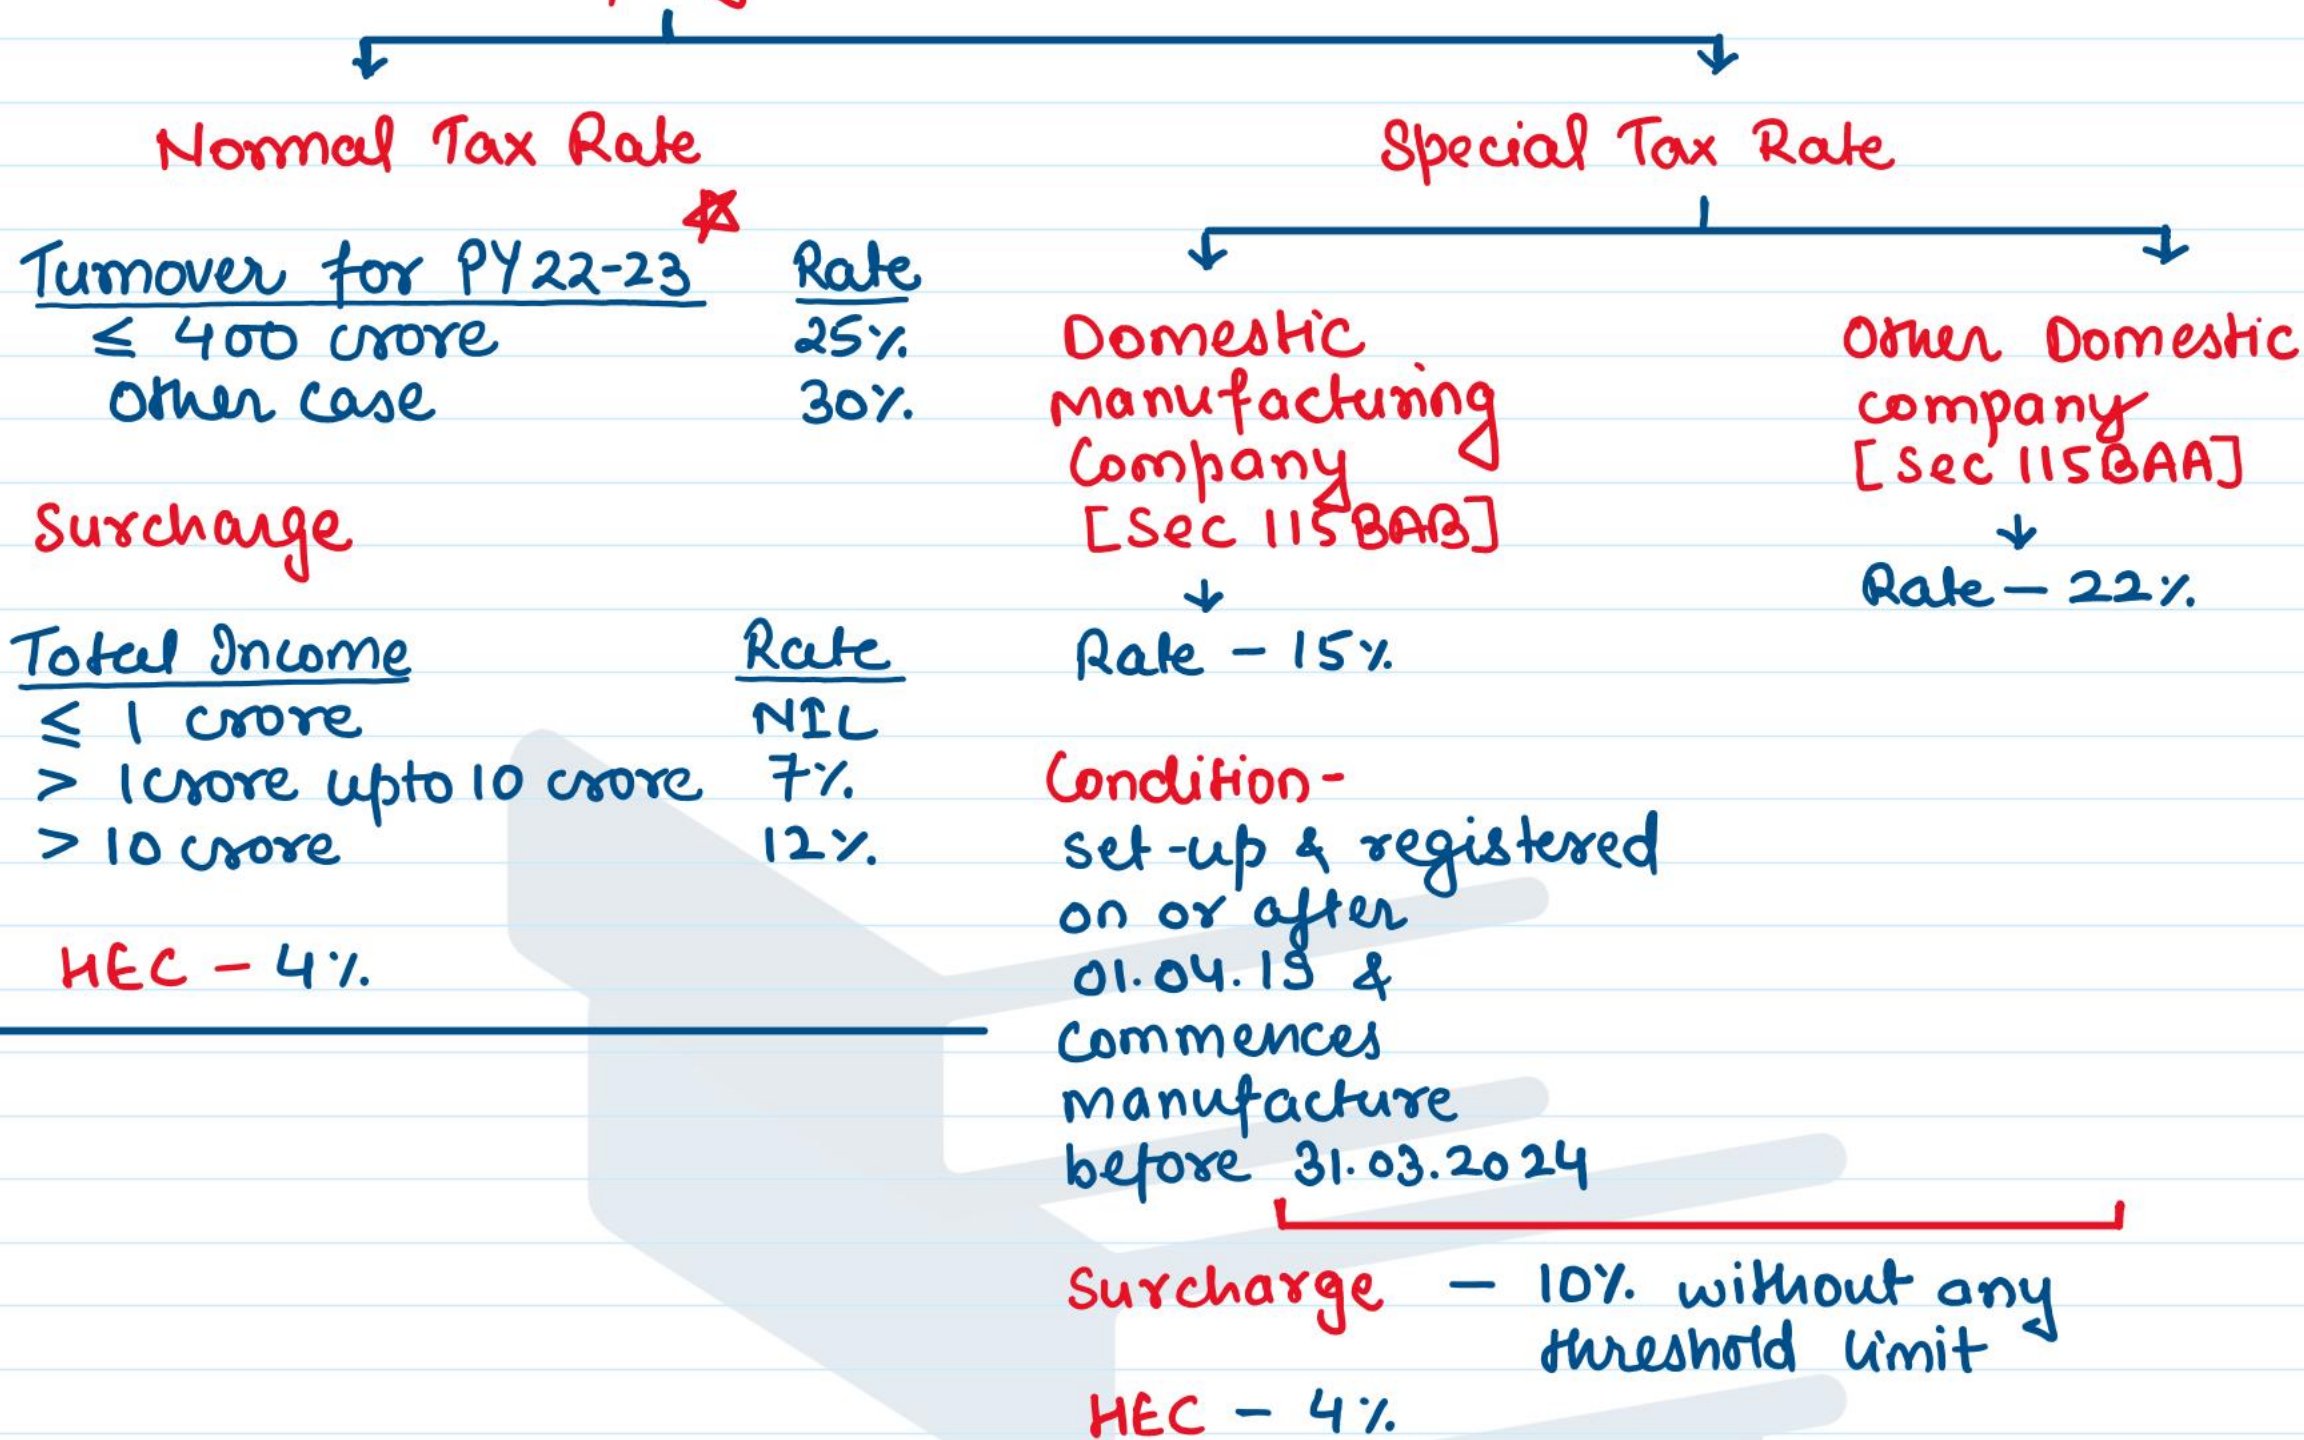 Normal Tax Rate
Turnover for PY22-23 Rate
≤ 400 crore 25%
Other case 30%
Surcharge
Total Income Rate
≤ 1 crore NIL
> 1crore upto 10 crore 7%
> 10 crore 12%
HEC - 4%
Special Tax Rate
Domestic
manufacturing
Company
[Sec 115BAB]
Rate - 15%
Condition-
set-up & registered
on or after
01.04.19 &
commences
manufacture
before 31.03.2024
Other Domestic
company
[Sec 115BAA]
Rate - 22%
Surcharge - 10% without any
threshold limit
HEC - 4%